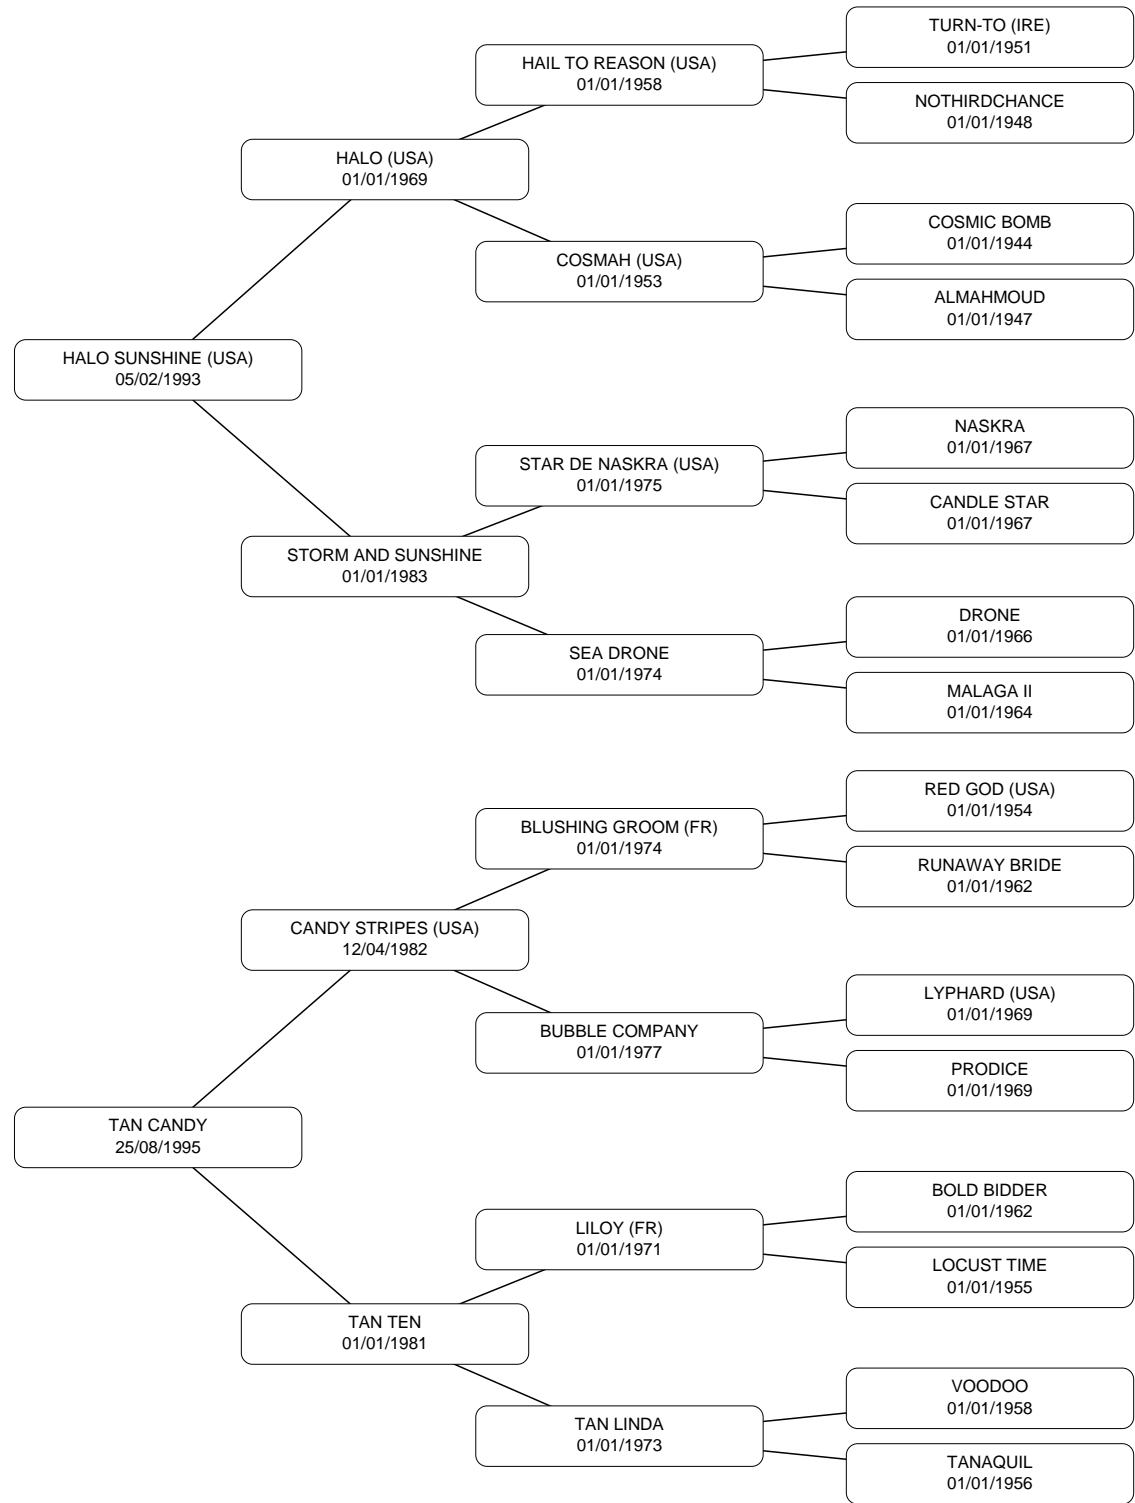 TURN-TO (IRE)
01/01/1951
HAIL TO REASON (USA)
01/01/1958
NOTHIRDCHANCE
01/01/1948
HALO (USA)
01/01/1969
COSMIC BOMB
01/01/1944
COSMAH (USA)
01/01/1953
ALMAHMOUD
01/01/1947
HALO SUNSHINE (USA)
05/02/1993
NASKRA
01/01/1967
STAR DE NASKRA (USA)
01/01/1975
CANDLE STAR
01/01/1967
STORM AND SUNSHINE
01/01/1983
DRONE
01/01/1966
SEA DRONE
01/01/1974
MALAGA II
01/01/1964
RED GOD (USA)
01/01/1954
BLUSHING GROOM (FR)
01/01/1974
RUNAWAY BRIDE
01/01/1962
CANDY STRIPES (USA)
12/04/1982
LYPHARD (USA)
01/01/1969
BUBBLE COMPANY
01/01/1977
PRODICE
01/01/1969
TAN CANDY
25/08/1995
BOLD BIDDER
01/01/1962
LILOY (FR)
01/01/1971
LOCUST TIME
01/01/1955
TAN TEN
01/01/1981
VOODOO
01/01/1958
TAN LINDA
01/01/1973
TANAQUIL
01/01/1956